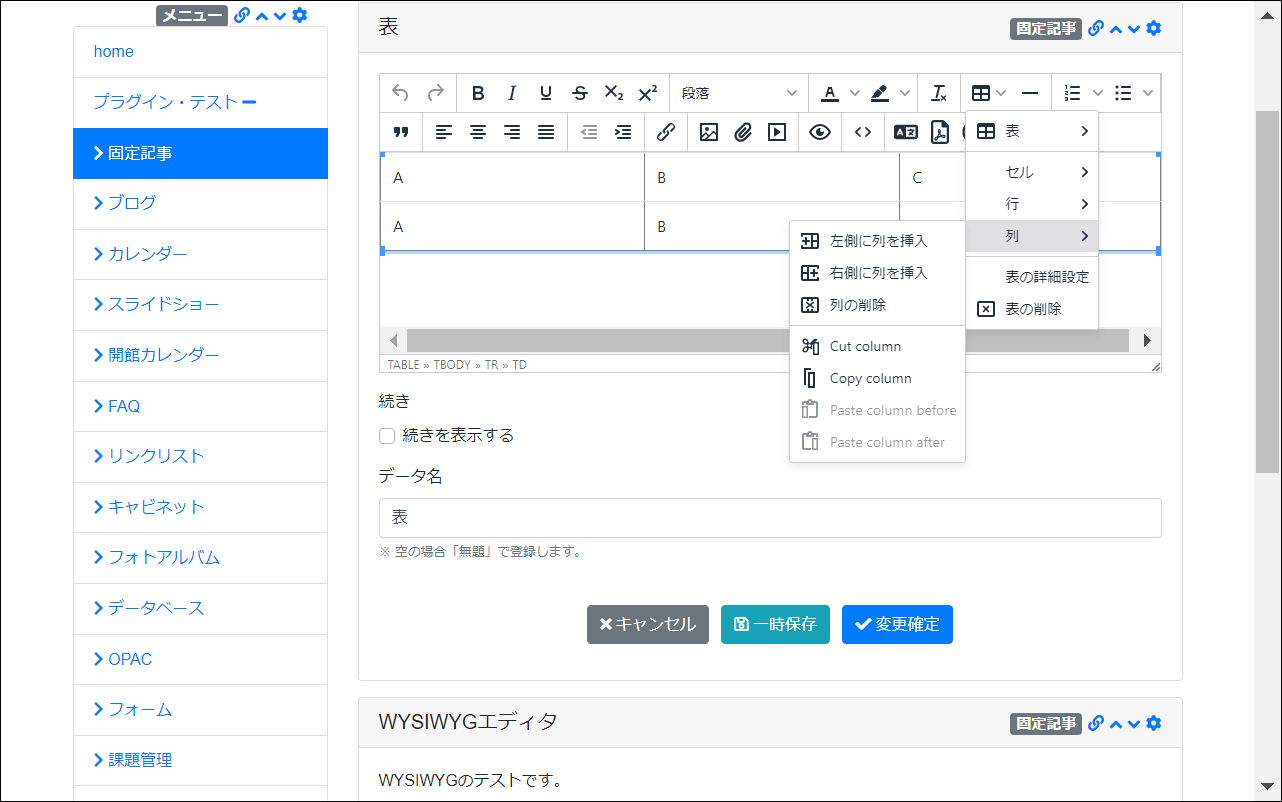 メニュー
home
プラグイン・テスト
固定記事
ブログ
カレンダー
スライドショー
開館カレンダー
FAQ
リンクリスト
キャビネット
フォトアルバム
データベース
OPAC
フォーム
課題管理
表
固定記事
B I U S X₂ X² 段落 A
A B C
A B
表
セル
行
列
表の詳細設定
表の削除
左側に列を挿入
右側に列を挿入
列の削除
Cut column
Copy column
Paste column before
Paste column after
TABLE » TBODY » TR » TD
続き
続きを表示する
データ名
表
※ 空の場合「無題」で登録します。
キャンセル 一時保存 変更確定
WYSIWYGエディタ
固定記事
WYSIWYGのテストです。